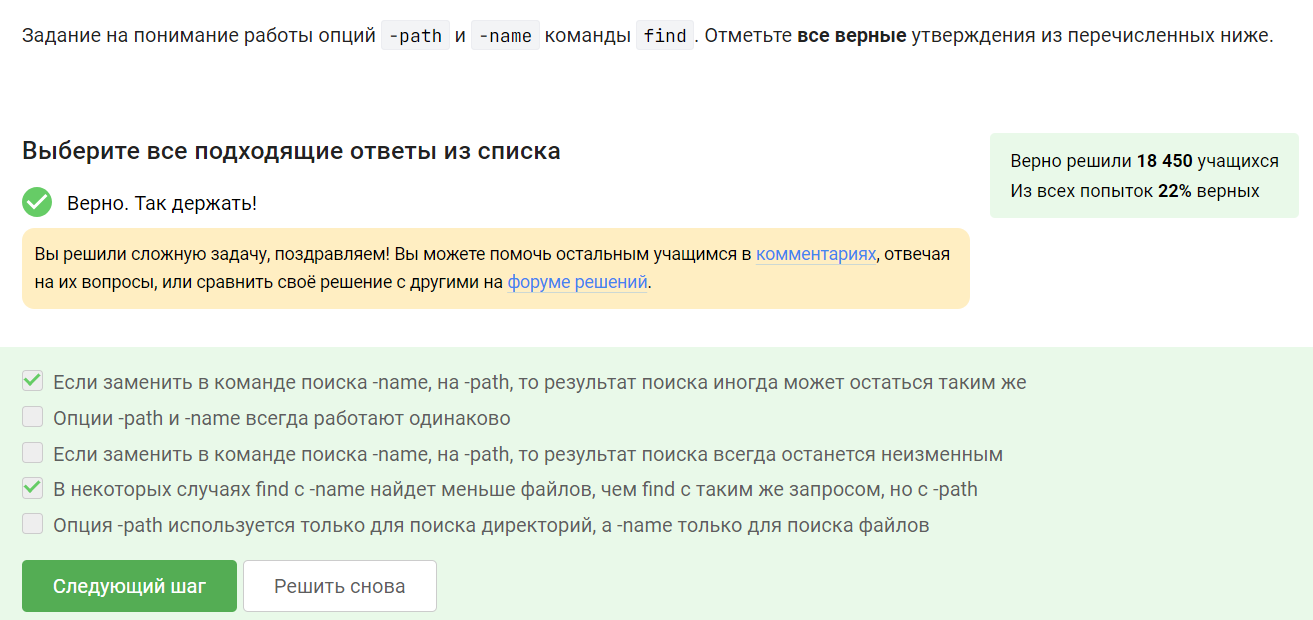 Задание на понимание работы опций -path и -name команды find. Отметьте все верные утверждения из перечисленных ниже.
Выберите все подходящие ответы из списка
Верно. Так держать!
Вы решили сложную задачу, поздравляем! Вы можете помочь остальным учащимся в комментариях, отвечая
на их вопросы, или сравнить своё решение с другими на форуме решений.
Верно решили 18 450 учащихся
Из всех попыток 22% верных
Если заменить в команде поиска -name, на -path, то результат поиска иногда может остаться таким же
Опции -path и -name всегда работают одинаково
Если заменить в команде поиска -name, на -path, то результат поиска всегда останется неизменным
В некоторых случаях find с -name найдет меньше файлов, чем find с таким же запросом, но с -path
Опция -path используется только для поиска директорий, а -name только для поиска файлов
Следующий шаг
Решить снова